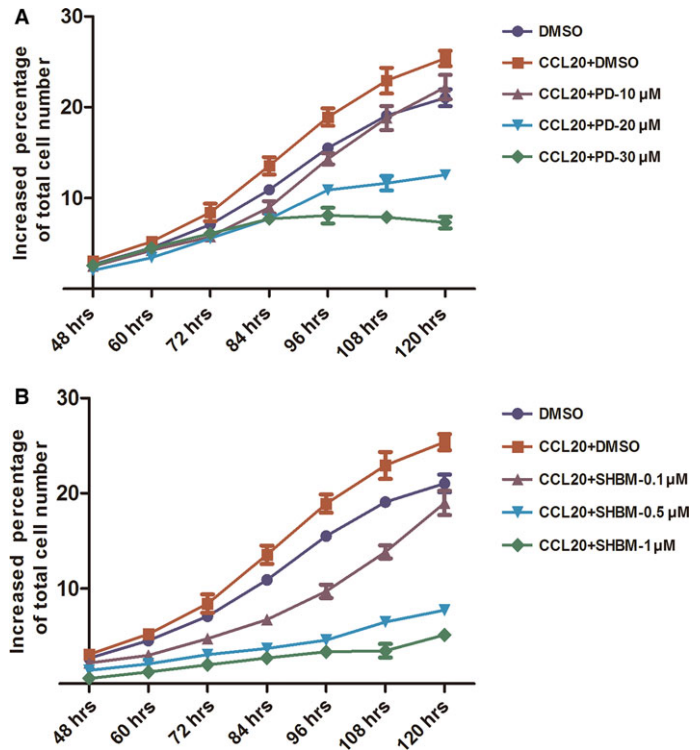 A
Increased percentage
of total cell number
30
20
10
48 hrs
60 hrs
72 hrs
84 hrs
96 hrs
108 hrs
120 hrs
DMSO
CCL20+DMSO
CCL20+PD-10 μM
CCL20+PD-20 μM
CCL20+PD-30 μM
B
Increased percentage
of total cell number
30
20
10
48 hrs
60 hrs
72 hrs
84 hrs
96 hrs
108 hrs
120 hrs
DMSO
CCL20+DMSO
CCL20+SHBM-0.1μM
CCL20+SHBM-0.5 μM
CCL20+SHBM-1μM